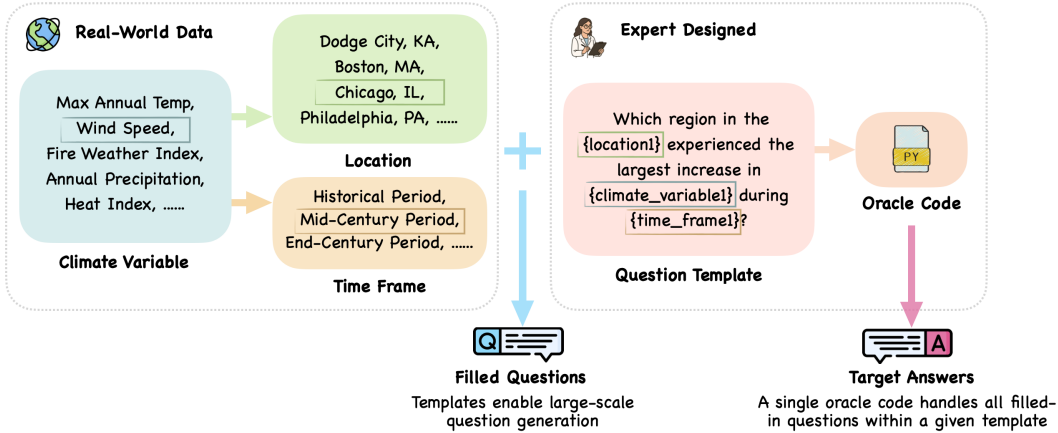 Real-World Data
Max Annual Temp,
Wind Speed,
Fire Weather Index,
Annual Precipitation,
Heat Index, ......
Climate Variable
Dodge City, KA,
Boston, MA,
Chicago, IL,
Philadelphia, PA, ......
Location
Historical Period,
Mid-Century Period,
End-Century Period, ......
Time Frame
Expert Designed
Which region in the
{location1} experienced the
largest increase in
{climate_variable1} during
{time_frame1}?
Question Template
PY
Oracle Code
Q
Filled Questions
Templates enable large-scale
question generation
A
Target Answers
A single oracle code handles all filled-
in questions within a given template